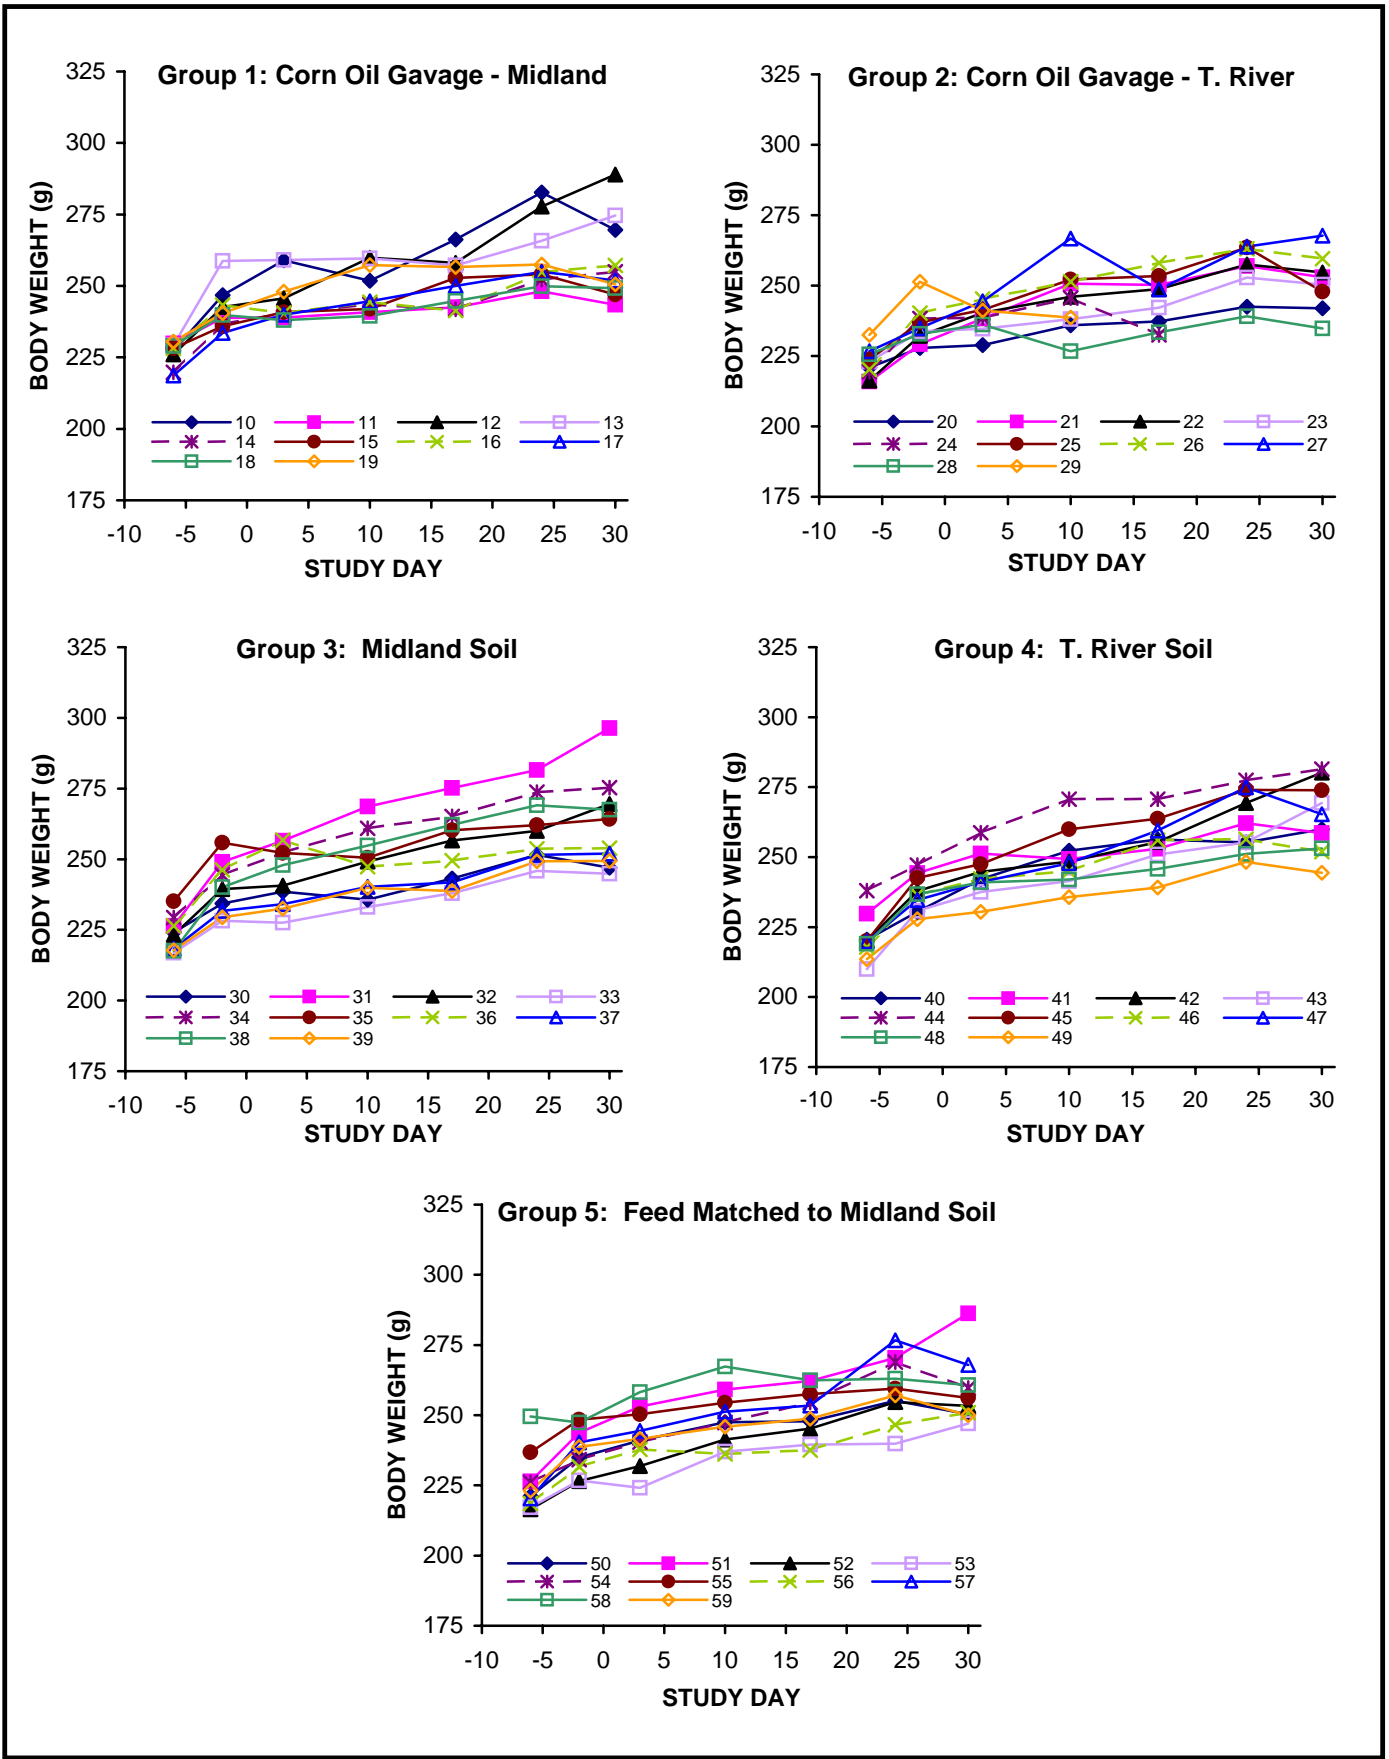 Group 1: Corn Oil Gavage - Midland
325
300
275
250
225
200
175
BODY WEIGHT (g)
10 11 12 13
14 15 16 17
18 19
-10 -5 0 5 10 15 20 25 30
STUDY DAY
Group 2: Corn Oil Gavage - T. River
325
300
275
250
225
200
175
BODY WEIGHT (g)
20 21 22 23
24 25 26 27
28 29
-10 -5 0 5 10 15 20 25 30
STUDY DAY
Group 3: Midland Soil
325
300
275
250
225
200
175
BODY WEIGHT (g)
30 31 32 33
34 35 36 37
38 39
-10 -5 0 5 10 15 20 25 30
STUDY DAY
Group 4: T. River Soil
325
300
275
250
225
200
175
BODY WEIGHT (g)
40 41 42 43
44 45 46 47
48 49
-10 -5 0 5 10 15 20 25 30
STUDY DAY
Group 5: Feed Matched to Midland Soil
325
300
275
250
225
200
175
BODY WEIGHT (g)
50 51 52 53
54 55 56 57
58 59
-10 -5 0 5 10 15 20 25 30
STUDY DAY